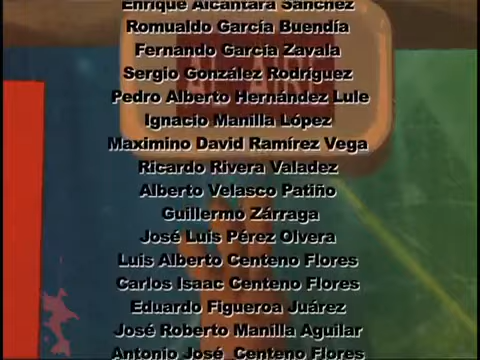 Enrique Alcántara Sánchez
Romualdo García Buendía
Fernando García Zavala
Sergio González Rodríguez
Pedro Alberto Hernández Lule
Ignacio Manilla López
Maximino David Ramírez Vega
Ricardo Rivera Valadez
Alberto Velasco Patiño
Guillermo Zárraga
José Luis Pérez Olvera
Luis Alberto Centeno Flores
Carlos Isaac Centeno Flores
Eduardo Figueroa Juárez
José Roberto Manilla Aguilar
Antonio José Centeno Flores